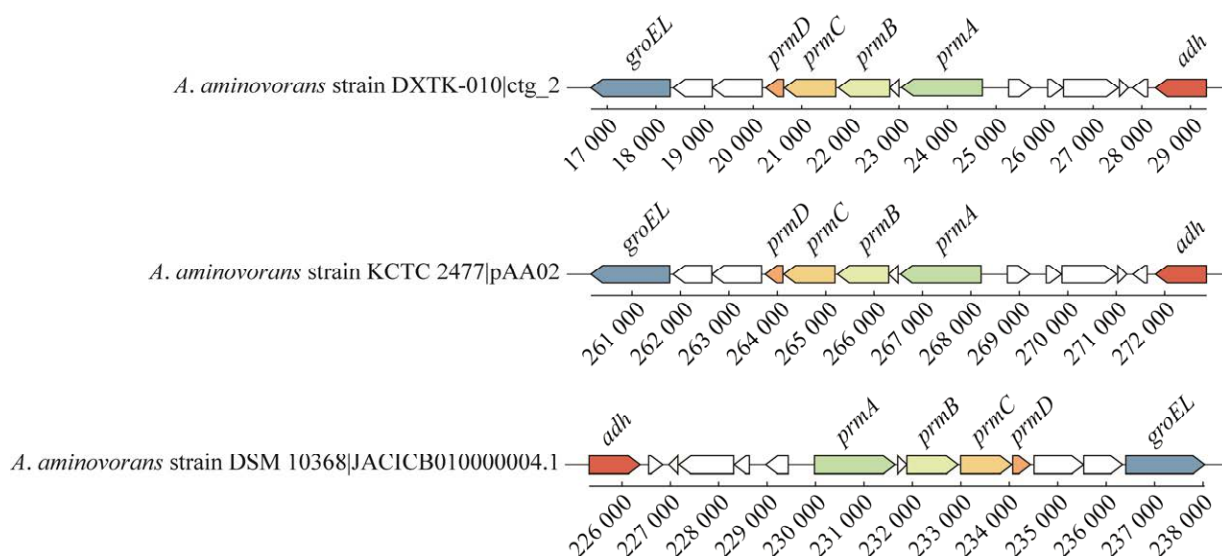 groEL prmD prmC prmB prmA adh
A. aminovorans strain DXTK-010|ctg_2
17 000 18 000 19 000 20 000 21 000 22 000 23 000 24 000 25 000 26 000 27 000 28 000 29 000
groEL prmD prmC prmB prmA adh
A. aminovorans strain KCTC 2477|pAA02
261 000 262 000 263 000 264 000 265 000 266 000 267 000 268 000 269 000 270 000 271 000 272 000
adh prmA prmB prmC prmD groEL
A. aminovorans strain DSM 10368|JACICB010000004.1
226 000 227 000 228 000 229 000 230 000 231 000 232 000 233 000 234 000 235 000 236 000 237 000 238 000